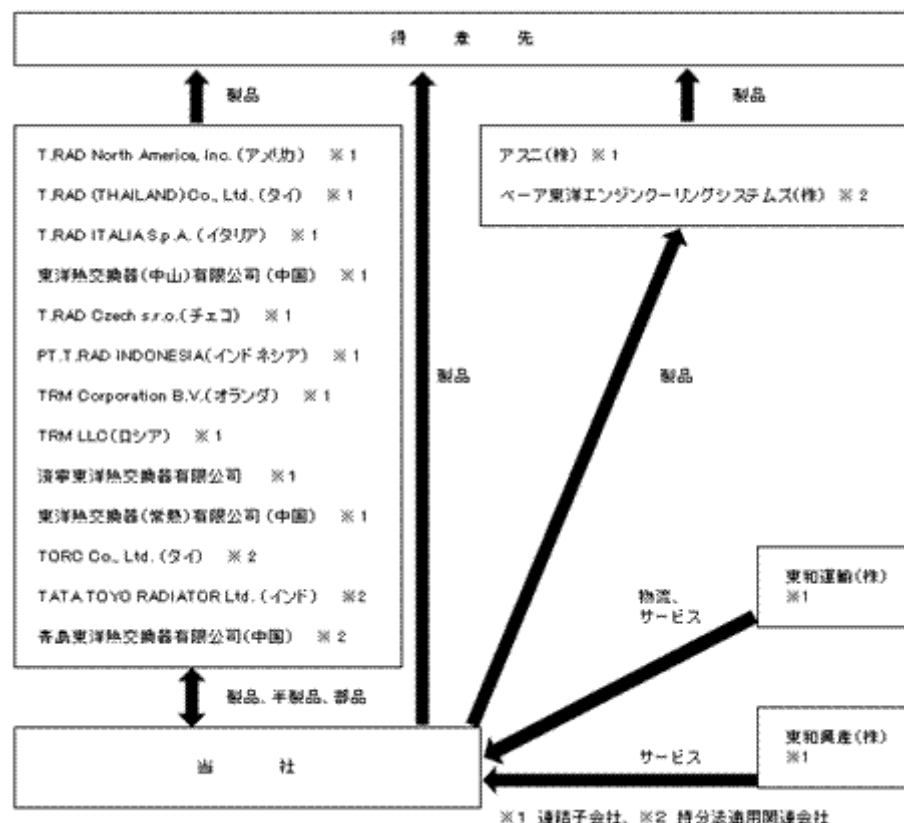 得意先
製品
製品
T.RAD North America, Inc.(アメリカ) ※1
T.RAD (THAILAND)Co., Ltd.(タイ) ※1
T.RAD ITALIA S.p.A.(イタリア) ※1
東洋熱交換器(中山)有限公司(中国) ※1
T.RAD Czech s.r.o.(チェコ) ※1
PT.T.RAD INDONESIA(インドネシア) ※1
TRM Corporation B.V.(オランダ) ※1
TRM LLC(ロシア) ※1
済寧東洋熱交換器有限公司 ※1
東洋熱交換器(常熟)有限公司(中国) ※1
TORC Co., Ltd.(タイ) ※2
TATA TOYO RADIATOR Ltd.(インド) ※2
青島東洋熱交換器有限公司(中国) ※2
アスニ(株) ※1
ベーア東洋エンジンクーリングシステムズ(株) ※2
製品
製品
東和運輸(株)
※1
物流、
サービス
製品、半製品、部品
当社
サービス
東和興産(株)
※1
※1 連結子会社、※2 持分法適用関連会社